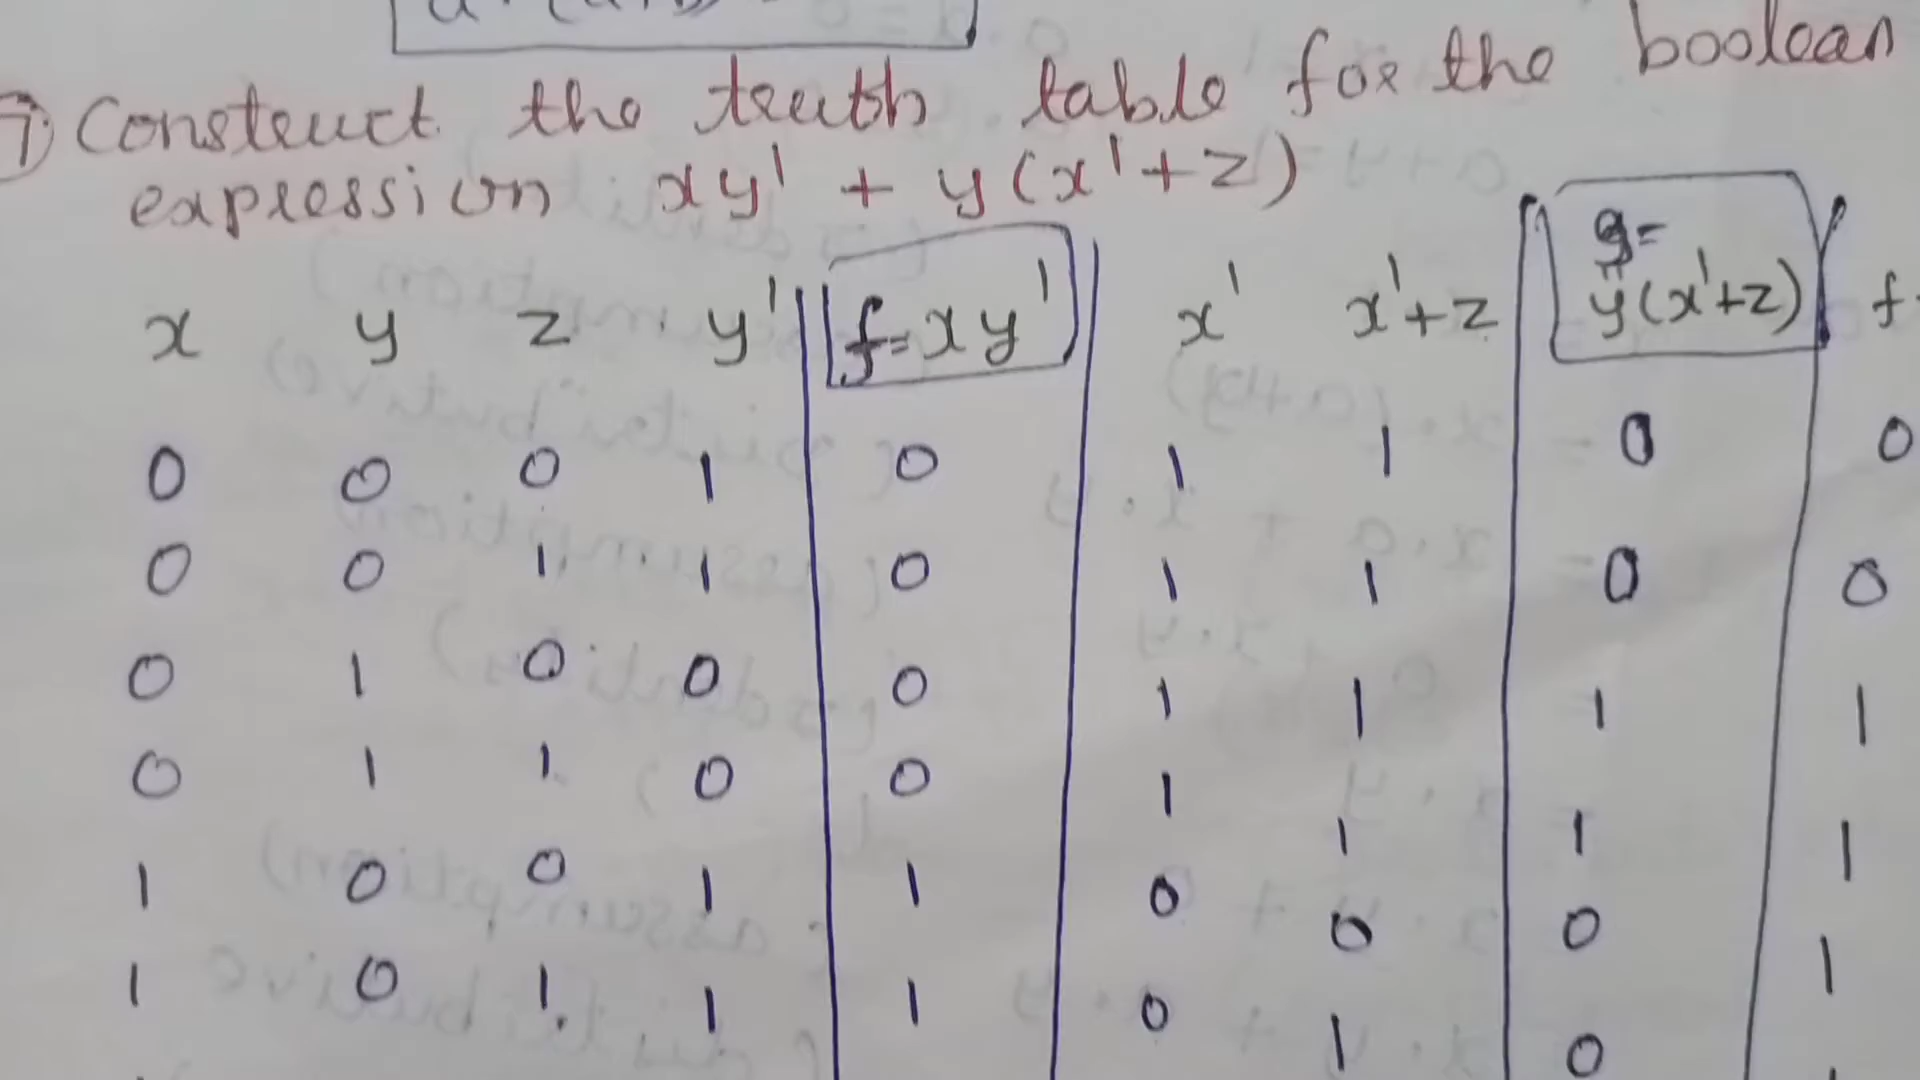 7) Construct the truth table for the boolean
expression xy' + y(x'+z)
x y z y' f=xy' x' x'+z g=y(x'+z) f
0 0 0 1 0 1 1 0 0
0 0 1 1 0 1 1 0 0
0 1 0 0 0 1 1 1 1
0 1 1 0 0 1 1 1 1
1 0 0 1 1 0 0 0 1
1 0 1 1 1 0 1 0